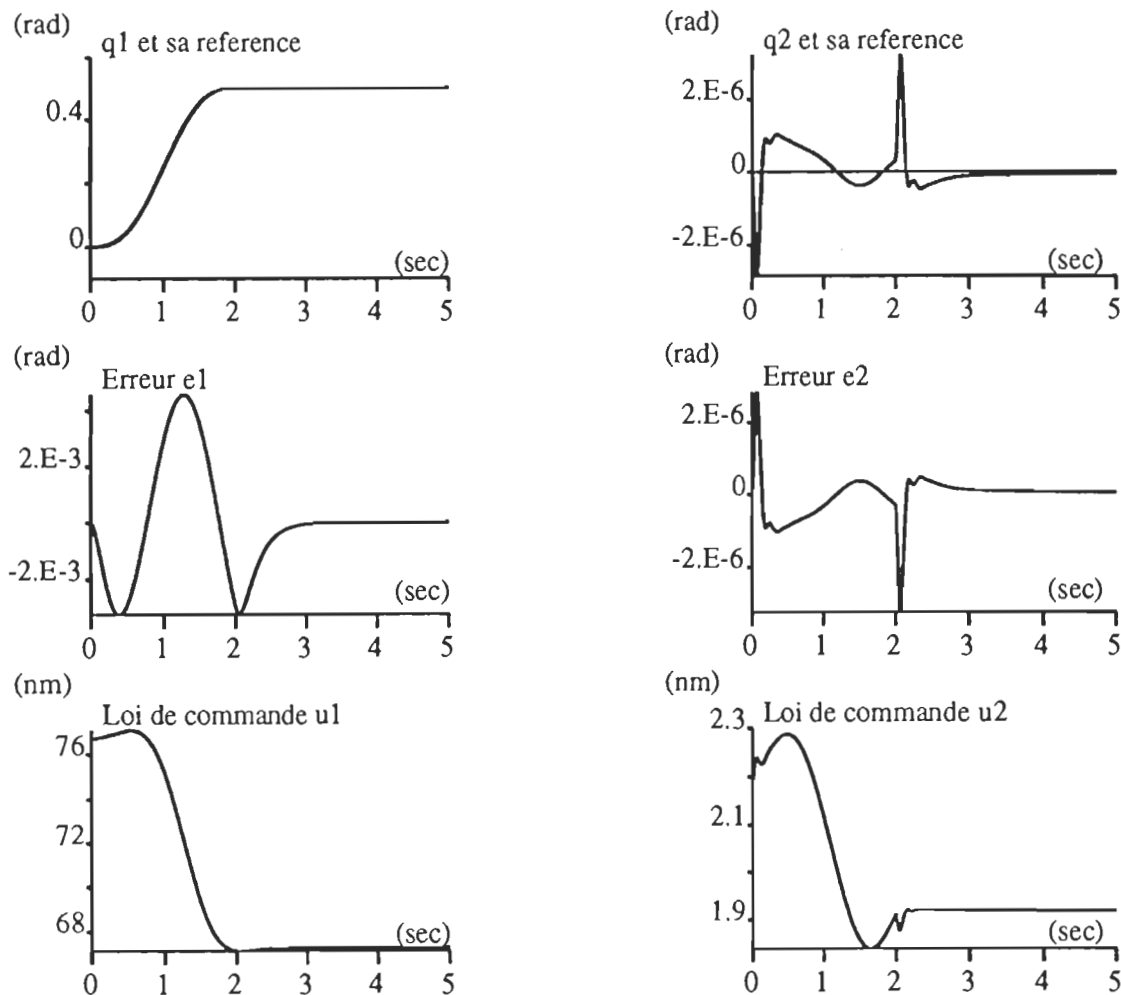 (rad)
q1 et sa reference
0.4
0
(sec)
0 1 2 3 4 5
(rad)
q2 et sa reference
2.E-6
0
-2.E-6
(sec)
0 1 2 3 4 5
(rad)
Erreur e1
2.E-3
-2.E-3
(sec)
0 1 2 3 4 5
(rad)
Erreur e2
2.E-6
0
-2.E-6
(sec)
0 1 2 3 4 5
(nm)
Loi de commande u1
76
72
68
(sec)
0 1 2 3 4 5
(nm)
Loi de commande u2
2.3
2.1
1.9
(sec)
0 1 2 3 4 5